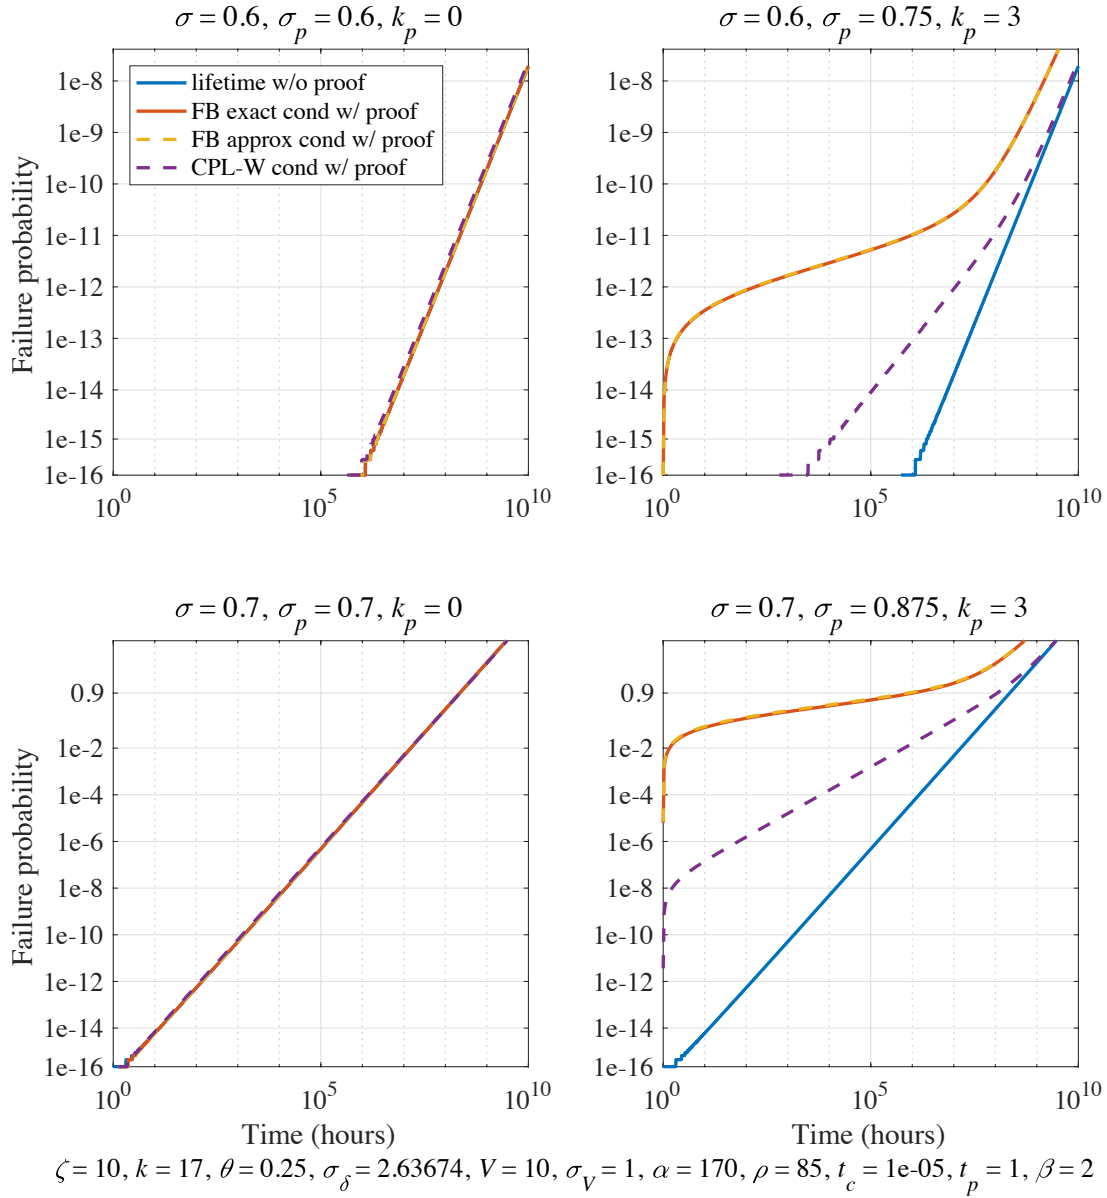 σ = 0.6, σp = 0.6, kp = 0
σ = 0.6, σp = 0.75, kp = 3
lifetime w/o proof
FB exact cond w/ proof
FB approx cond w/ proof
CPL-W cond w/ proof
Failure probability
1e-8
1e-9
1e-10
1e-11
1e-12
1e-13
1e-14
1e-15
1e-16
10^0
10^5
10^10
1e-8
1e-9
1e-10
1e-11
1e-12
1e-13
1e-14
1e-15
1e-16
10^0
10^5
10^10
σ = 0.7, σp = 0.7, kp = 0
σ = 0.7, σp = 0.875, kp = 3
Failure probability
0.9
1e-2
1e-4
1e-6
1e-8
1e-10
1e-12
1e-14
1e-16
10^0
10^5
10^10
Time (hours)
0.9
1e-2
1e-4
1e-6
1e-8
1e-10
1e-12
1e-14
1e-16
10^0
10^5
10^10
Time (hours)
ζ = 10, k = 17, θ = 0.25, σδ = 2.63674, V = 10, σV = 1, α = 170, ρ = 85, tc = 1e-05, tp = 1, β = 2